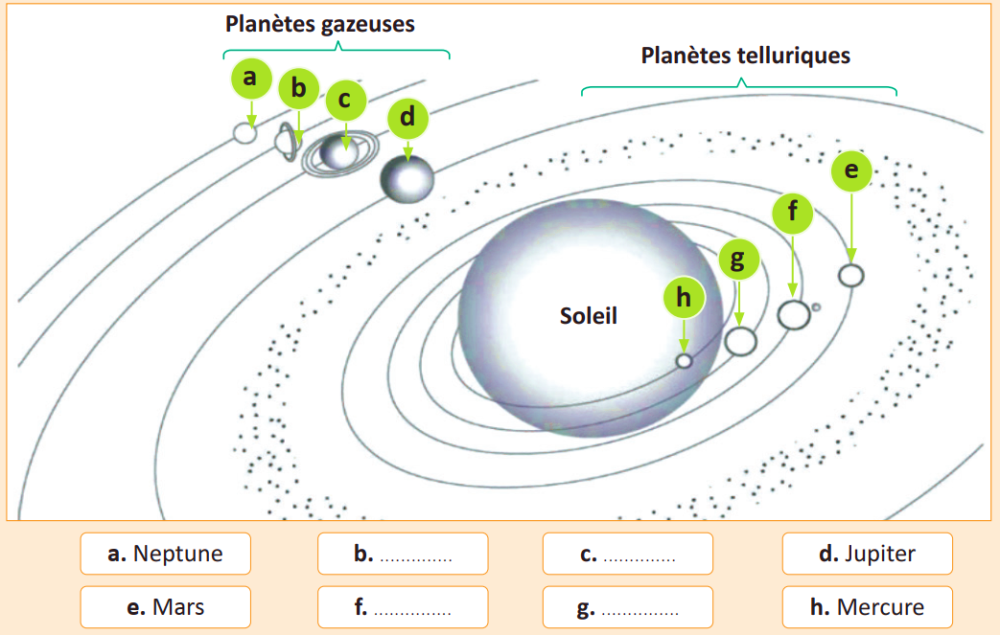 Planètes gazeuses
Planètes telluriques
a
b
c
d
e
f
g
h
Soleil
a. Neptune
b. ..............
c. ..............
d. Jupiter
e. Mars
f. ...............
g. ...............
h. Mercure